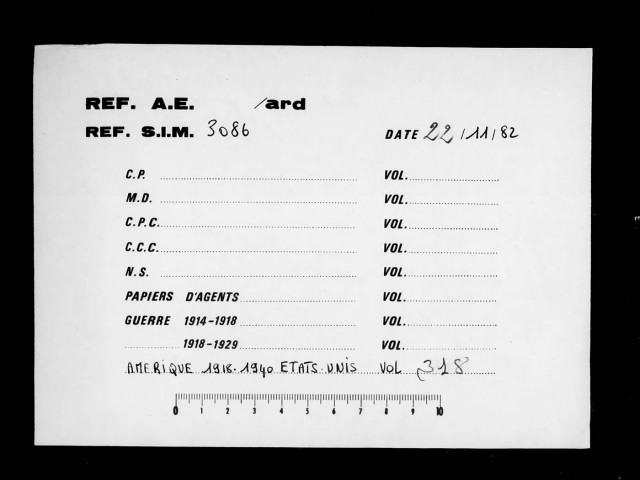 REF. A.E. /ard
REF. S.I.M. 3086 DATE 22/11/82
C.P. VOL.
M.D. VOL.
C.P.C. VOL.
C.C.C. VOL.
N.S. VOL.
PAPIERS D'AGENTS VOL.
GUERRE 1914-1918 VOL.
1918-1929 VOL.
AMERIQUE 1918.1940 ETATS.UNIS VOL 318
0 1 2 3 4 5 6 7 8 9 10